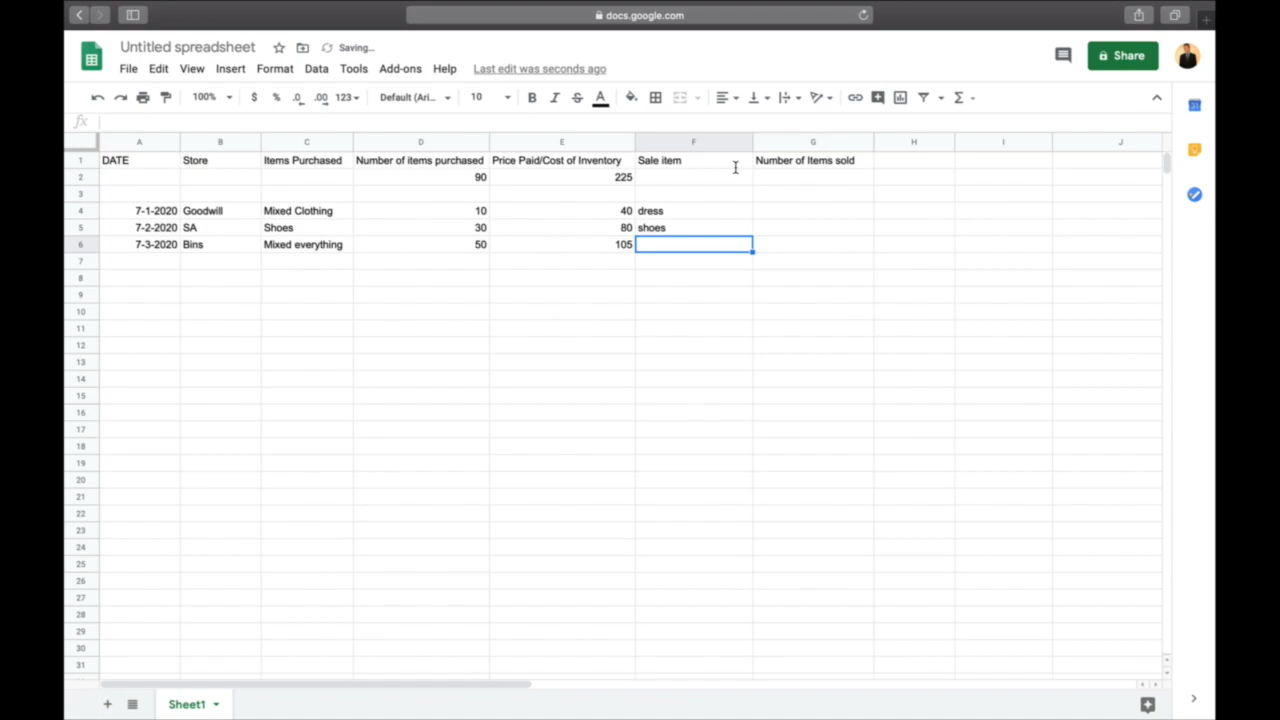 docs.google.com
Untitled spreadsheet Saving...
File Edit View Insert Format Data Tools Add-ons Help Last edit was seconds ago
Share
100% $ % .0 .00 123 Default (Ari... 10 B I S A Σ
fx
A B C D E F G H I J
1 DATE Store Items Purchased Number of items purchased Price Paid/Cost of Inventory Sale item Number of Items sold
2 90 225
3
4 7-1-2020 Goodwill Mixed Clothing 10 40 dress
5 7-2-2020 SA Shoes 30 80 shoes
6 7-3-2020 Bins Mixed everything 50 105
7
8
9
10
11
12
13
14
15
16
17
18
19
20
21
22
23
24
25
26
27
28
29
30
31
Sheet1